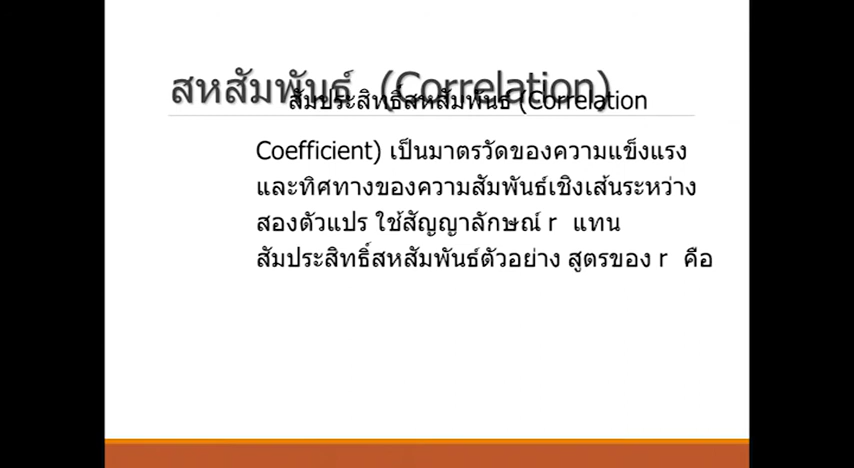 สหสัมพันธ์ (Correlation)
สัมประสิทธิ์สหสัมพันธ์ (Correlation
Coefficient) เป็นมาตรวัดของความแข็งแรง
และทิศทางของความสัมพันธ์เชิงเส้นระหว่าง
สองตัวแปร ใช้สัญญาลักษณ์ r แทน
สัมประสิทธิ์สหสัมพันธ์ตัวอย่าง สูตรของ r คือ